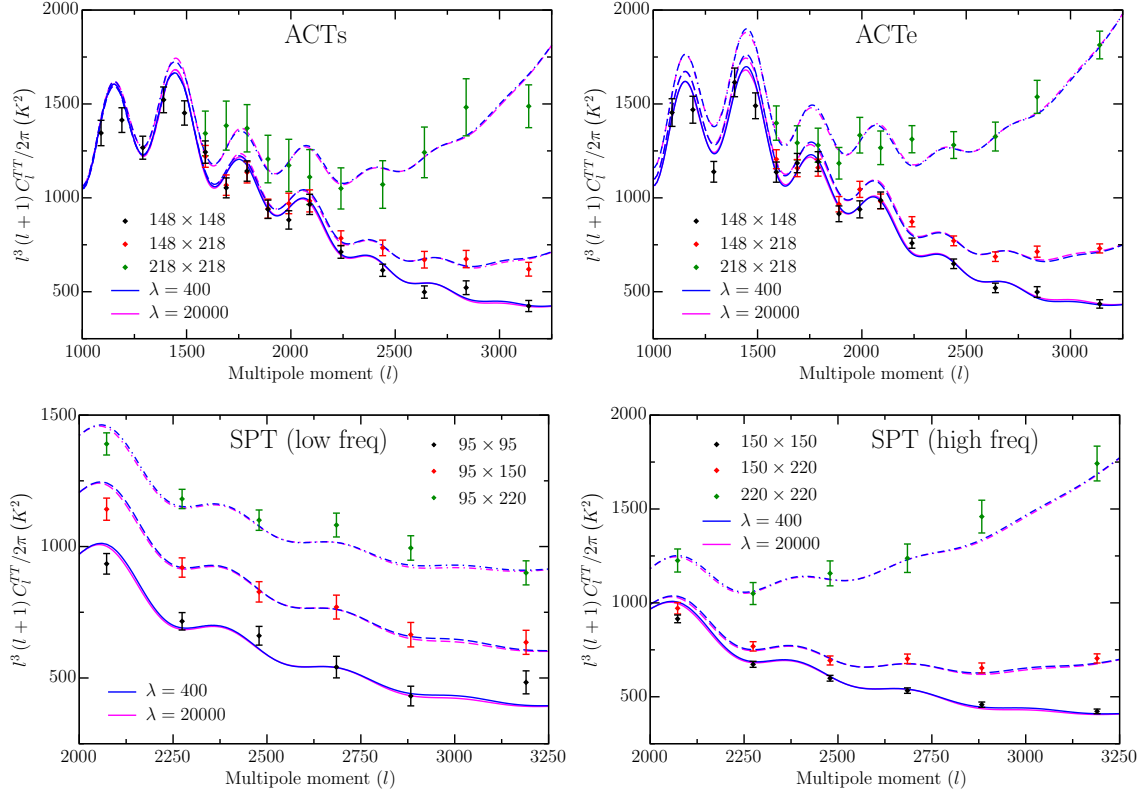 ACTs
l³ (l + 1) C_l^{TT}/2π (K²)
2000
1500
1000
500
148 × 148
148 × 218
218 × 218
λ = 400
λ = 20000
1000 1500 2000 2500 3000
Multipole moment (l)
ACTe
2000
1500
1000
500
148 × 148
148 × 218
218 × 218
λ = 400
λ = 20000
1000 1500 2000 2500 3000
Multipole moment (l)
SPT (low freq)
l³ (l + 1) C_l^{TT}/2π (K²)
1500
1000
500
95 × 95
95 × 150
95 × 220
λ = 400
λ = 20000
2000 2250 2500 2750 3000 3250
Multipole moment (l)
SPT (high freq)
l³ (l + 1) C_l^{TT}/2π (K²)
2000
1500
1000
500
150 × 150
150 × 220
220 × 220
λ = 400
λ = 20000
2000 2250 2500 2750 3000 3250
Multipole moment (l)
l³ (l + 1) C_l^{TT}/2π (K²)